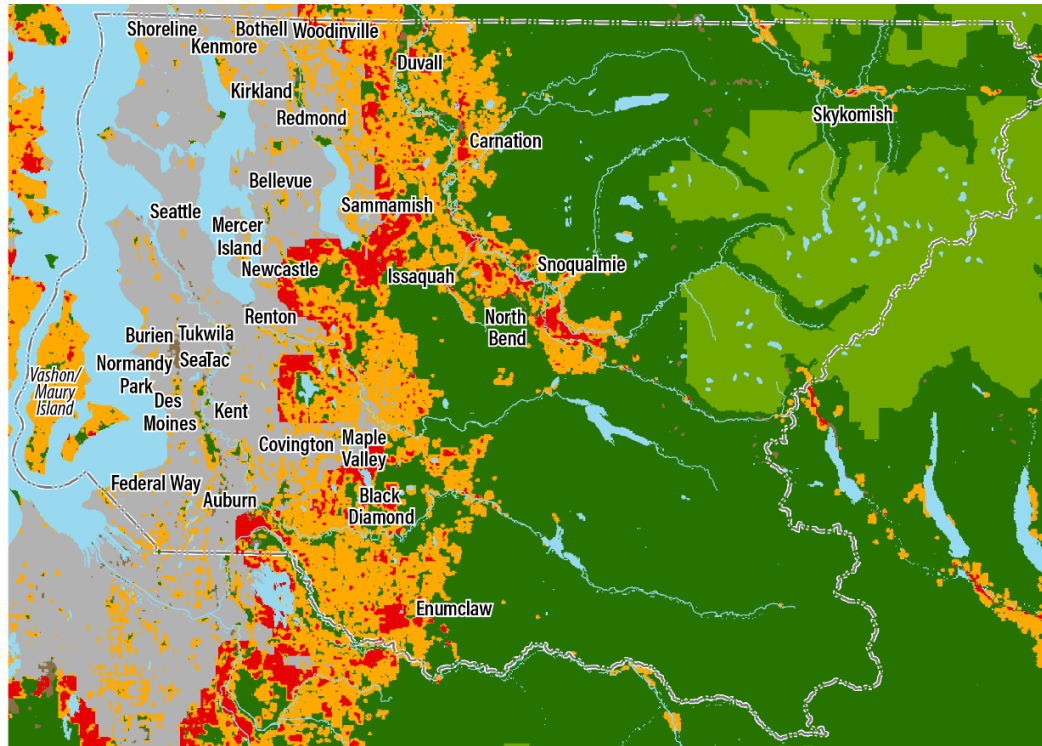 Shoreline
Bothell
Woodinville
Kenmore
Duvall
Kirkland
Redmond
Skykomish
Carnation
Bellevue
Sammamish
Seattle
Mercer
Island
Newcastle
Issaquah
Snoqualmie
Renton
North
Bend
Burien
Tukwila
Normandy
Park
SeaTac
Vashon/
Maury
Island
Des
Moines
Kent
Covington
Maple
Valley
Federal Way
Auburn
Black
Diamond
Enumclaw